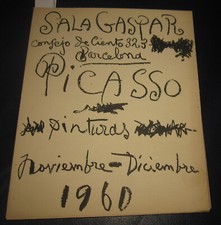 SALA GASPAR
Consejo de Ciento 323
Barcelona
PICASSO
pinturas
Noviembre-Diciembre
1960